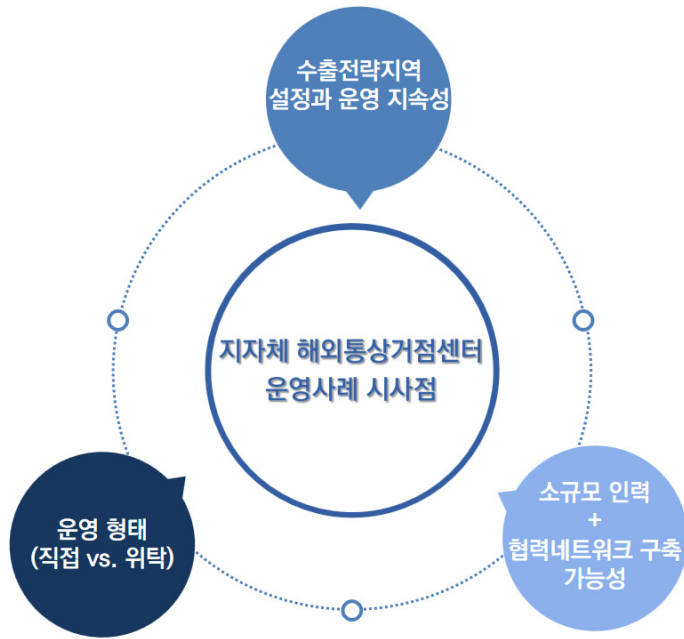 수출전략지역
설정과 운영 지속성
지자체 해외통상거점센터
운영사례 시사점
운영 형태
(직접 vs. 위탁)
소규모 인력
+
협력네트워크 구축
가능성